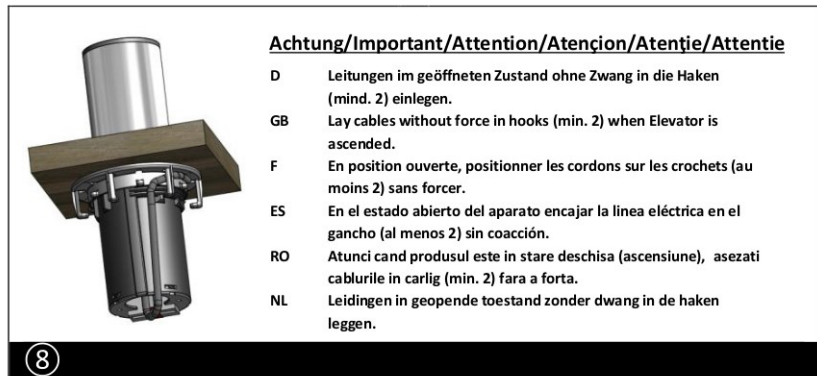 Achtung/Important/Attention/Atençion/Atenţie/Attentie
D Leitungen im geöffneten Zustand ohne Zwang in die Haken
(mind. 2) einlegen.
GB Lay cables without force in hooks (min. 2) when Elevator is
ascended.
F En position ouverte, positionner les cordons sur les crochets (au
moins 2) sans forcer.
ES En el estado abierto del aparato encajar la linea eléctrica en el
gancho (al menos 2) sin coacción.
RO Atunci cand produsul este in stare deschisa (ascensiune), asezati
cablurile in carlig (min. 2) fara a forta.
NL Leidingen in geopende toestand zonder dwang in de haken
leggen.
8